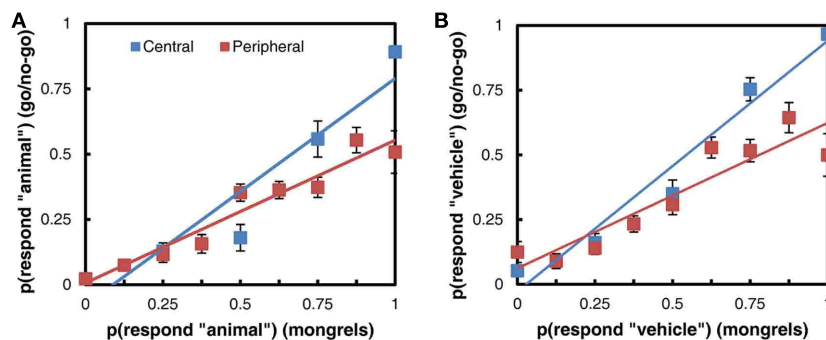 A
p(respond "animal") (go/no-go)
1
0.75
0.5
0.25
0
Central
Peripheral
0 0.25 0.5 0.75 1
p(respond "animal") (mongrels)
B
p(respond "vehicle") (go/no-go)
1
0.75
0.5
0.25
0
0 0.25 0.5 0.75 1
p(respond "vehicle") (mongrels)